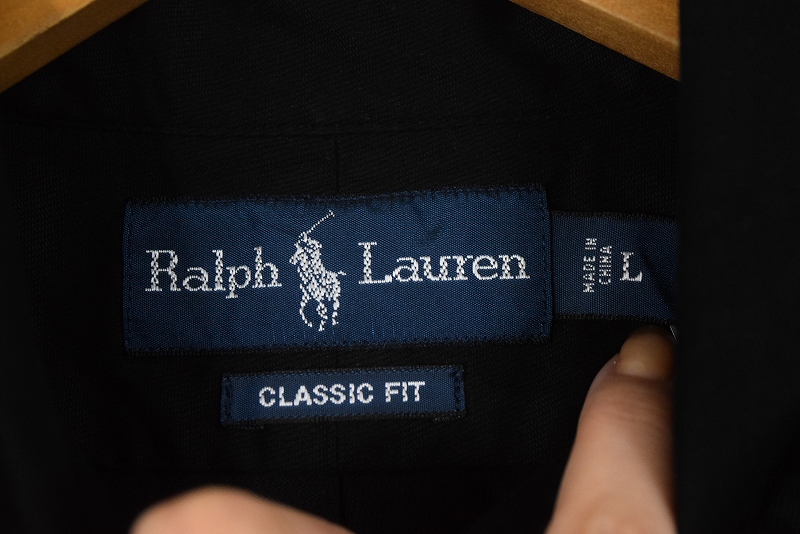 Ralph Lauren
MADE IN
CHINA
L
CLASSIC FIT